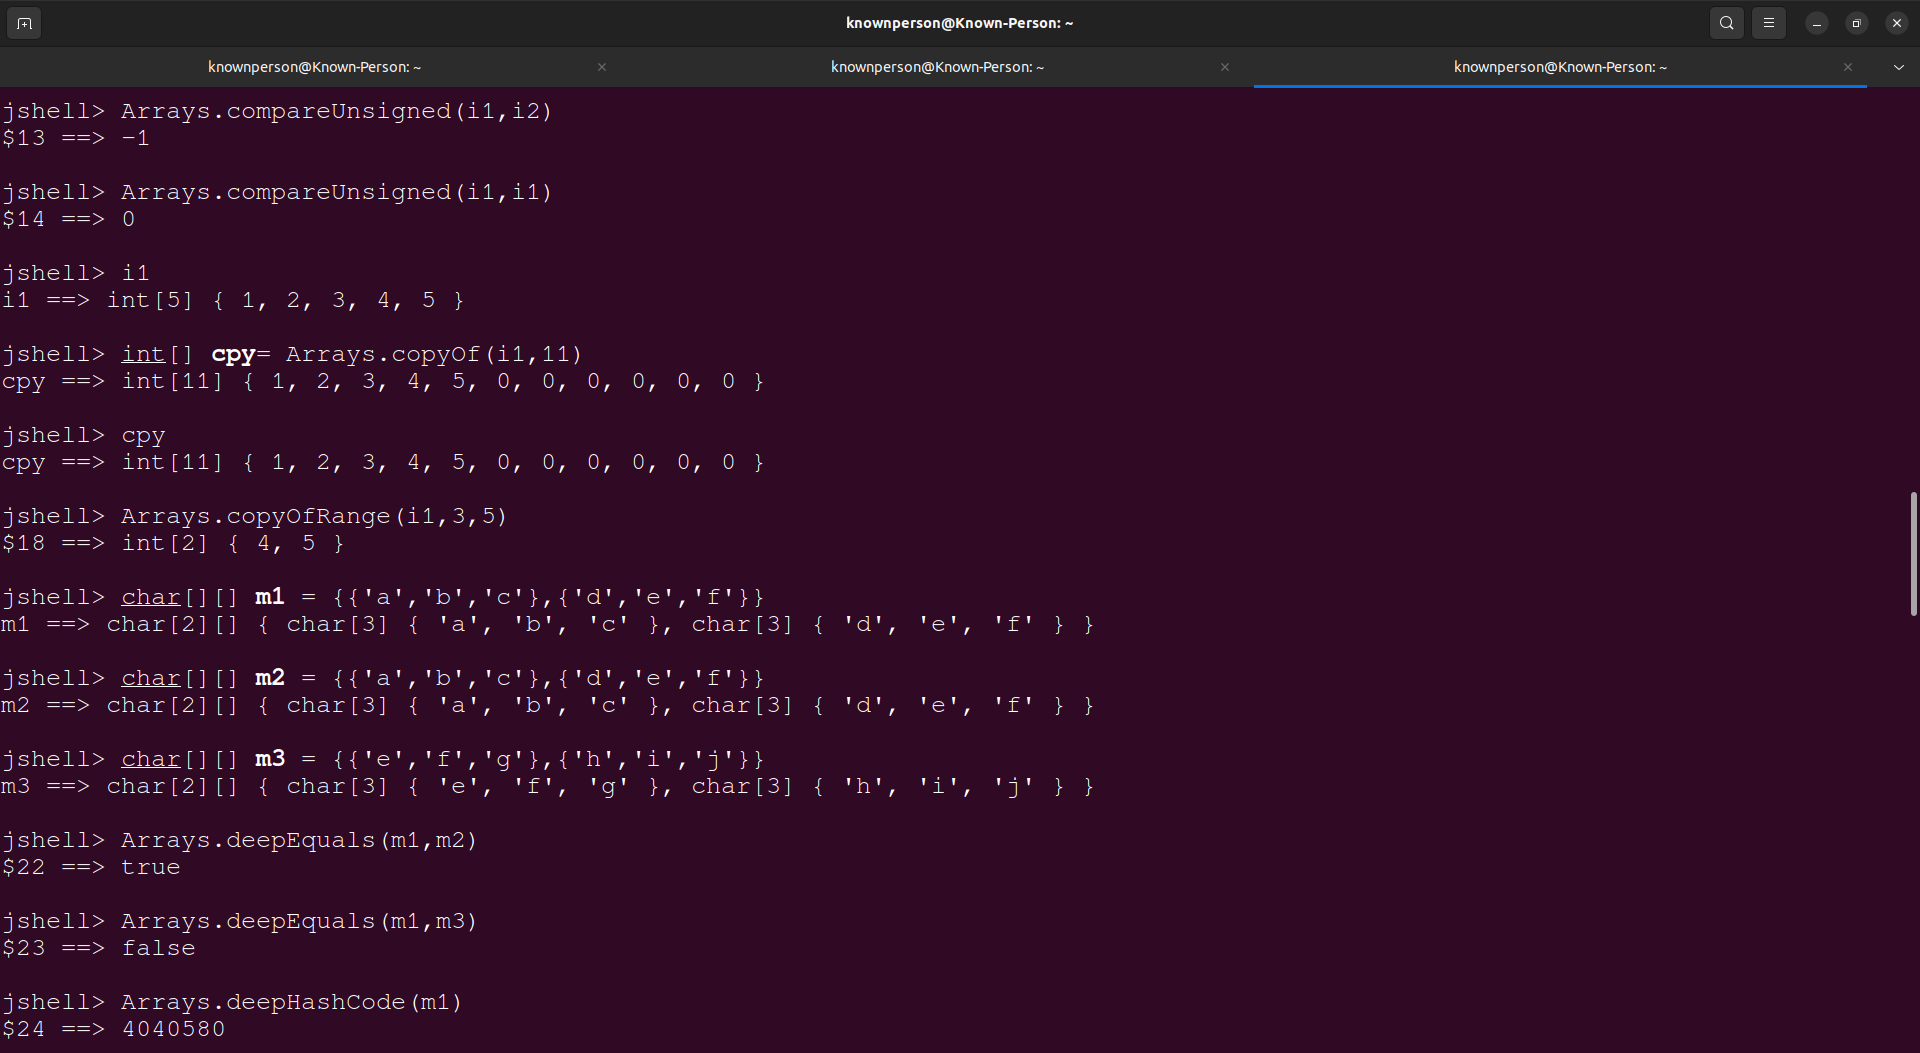 knownperson@Known-Person: ~
knownperson@Known-Person: ~
knownperson@Known-Person: ~
knownperson@Known-Person: ~
jshell> Arrays.compareUnsigned(i1,i2)
$13 ==> -1
jshell> Arrays.compareUnsigned(i1,i1)
$14 ==> 0
jshell> i1
i1 ==> int[5] { 1, 2, 3, 4, 5 }
jshell> int[] cpy= Arrays.copyOf(i1,11)
cpy ==> int[11] { 1, 2, 3, 4, 5, 0, 0, 0, 0, 0, 0 }
jshell> cpy
cpy ==> int[11] { 1, 2, 3, 4, 5, 0, 0, 0, 0, 0, 0 }
jshell> Arrays.copyOfRange(i1,3,5)
$18 ==> int[2] { 4, 5 }
jshell> char[][] m1 = {{'a','b','c'},{'d','e','f'}}
m1 ==> char[2][] { char[3] { 'a', 'b', 'c' }, char[3] { 'd', 'e', 'f' } }
jshell> char[][] m2 = {{'a','b','c'},{'d','e','f'}}
m2 ==> char[2][] { char[3] { 'a', 'b', 'c' }, char[3] { 'd', 'e', 'f' } }
jshell> char[][] m3 = {{'e','f','g'},{'h','i','j'}}
m3 ==> char[2][] { char[3] { 'e', 'f', 'g' }, char[3] { 'h', 'i', 'j' } }
jshell> Arrays.deepEquals(m1,m2)
$22 ==> true
jshell> Arrays.deepEquals(m1,m3)
$23 ==> false
jshell> Arrays.deepHashCode(m1)
$24 ==> 4040580